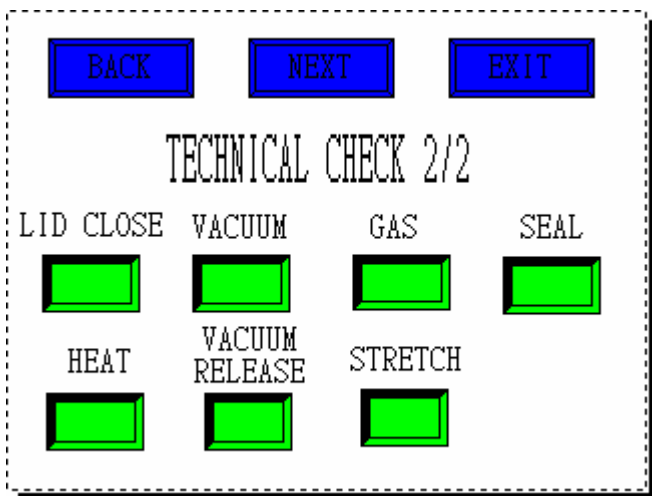 BACK NEXT EXIT
TECHNICAL CHECK 2/2
LID CLOSE VACUUM GAS SEAL
HEAT VACUUM RELEASE STRETCH